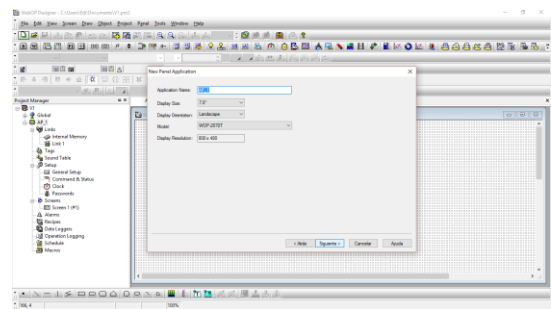 WebOP Designer - C:\Users\Edi\Documents\V1.pm2
File Edit View Screen Draw Object Project Panel Tools Window Help
New Panel Application
Application Name: AP_2
Display Size: 7.0"
Display Orientation: Landscape
Model: WOP-2070T
Display Resolution: 800 x 480
< Atrás Siguiente > Cancelar Ayuda
Project Manager
V1
Global
AP_1
Links
Internal Memory
Link 1
Tags
Sound Table
Setup
General Setup
Command & Status
Clock
Passwords
Screens
Screen 1 (#1)
Alarms
Recipes
Data Loggers
Operation Logging
Schedule
Macros
100%